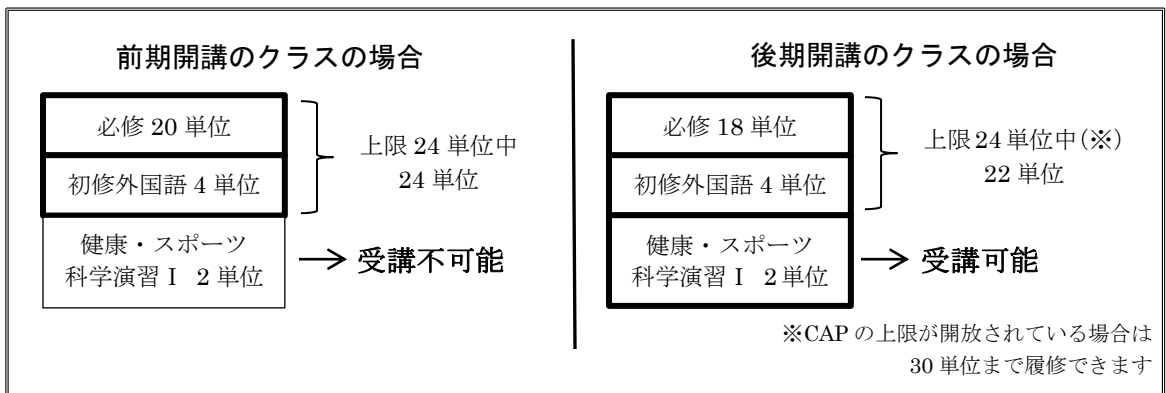 前期開講のクラスの場合
必修 20 単位
初修外国語 4 単位
上限 24 単位中
24 単位
健康・スポーツ
科学演習 I 2 単位
受講不可能
後期開講のクラスの場合
必修 18 単位
初修外国語 4 単位
上限 24 単位中(※)
22 単位
健康・スポーツ
科学演習 I 2 単位
受講可能
※CAP の上限が開放されている場合は
30 単位まで履修できます